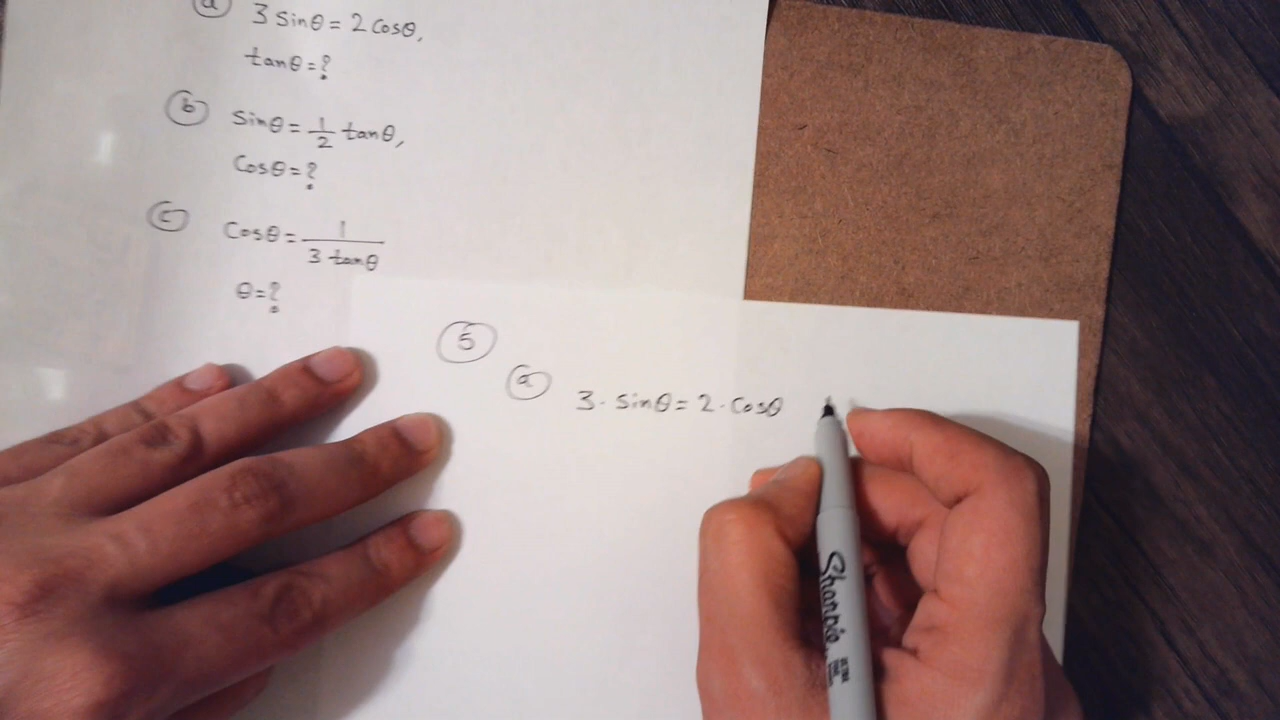 a 3 sinθ = 2 cosθ,
tanθ = ?
b sinθ = 1/2 tanθ,
cosθ = ?
c cosθ = 1/(3 tanθ)
θ = ?
5
a 3 · sinθ = 2 · cosθ
Sharpie